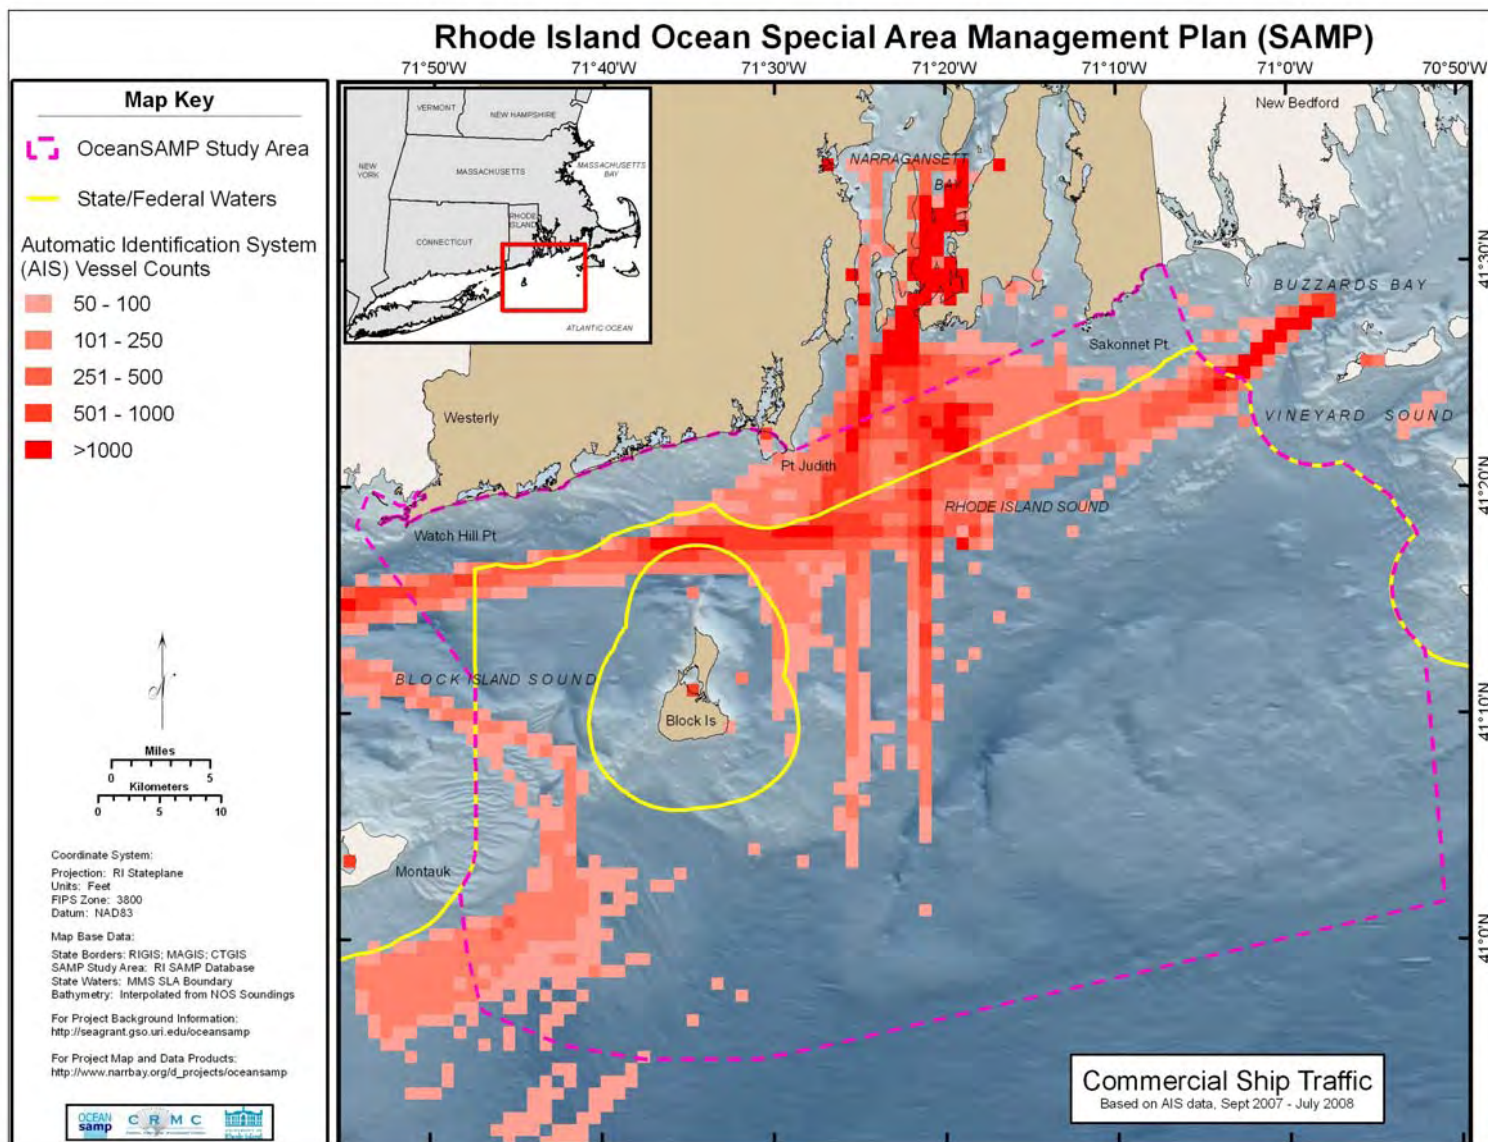 Rhode Island Ocean Special Area Management Plan (SAMP)
71°50'W
71°40'W
71°30'W
71°20'W
71°10'W
71°0'W
70°50'W
Map Key
OceanSAMP Study Area
State/Federal Waters
Automatic Identification System
(AIS) Vessel Counts
50 - 100
101 - 250
251 - 500
501 - 1000
>1000
Miles
0
5
Kilometers
0
5
10
Coordinate System:
Projection: RI Stateplane
Units: Feet
FIPS Zone: 3800
Datum: NAD83
Map Base Data:
State Borders: RIGIS; MAGIS; CTGIS
SAMP Study Area: RI SAMP Database
State Waters: MMS SLA Boundary
Bathymetry: Interpolated from NOS Soundings
For Project Background Information:
http://seagrant.gso.uri.edu/oceansamp
For Project Map and Data Products:
http://www.narrbay.org/d_projects/oceansamp
OCEAN
samp
CRMC
VERMONT
NEW HAMPSHIRE
NEW
YORK
MASSACHUSETTS
MASSACHUSETTS
BAY
CONNECTICUT
RHODE
ISLAND
ATLANTIC OCEAN
New Bedford
NARRAGANSETT
BAY
BUZZARDS BAY
Sakonnet Pt.
VINEYARD SOUND
Westerly
Pt Judith
RHODE ISLAND SOUND
Watch Hill Pt
BLOCK ISLAND SOUND
Block Is
Montauk
41°30'N
41°20'N
41°10'N
41°0'N
Commercial Ship Traffic
Based on AIS data, Sept 2007 - July 2008